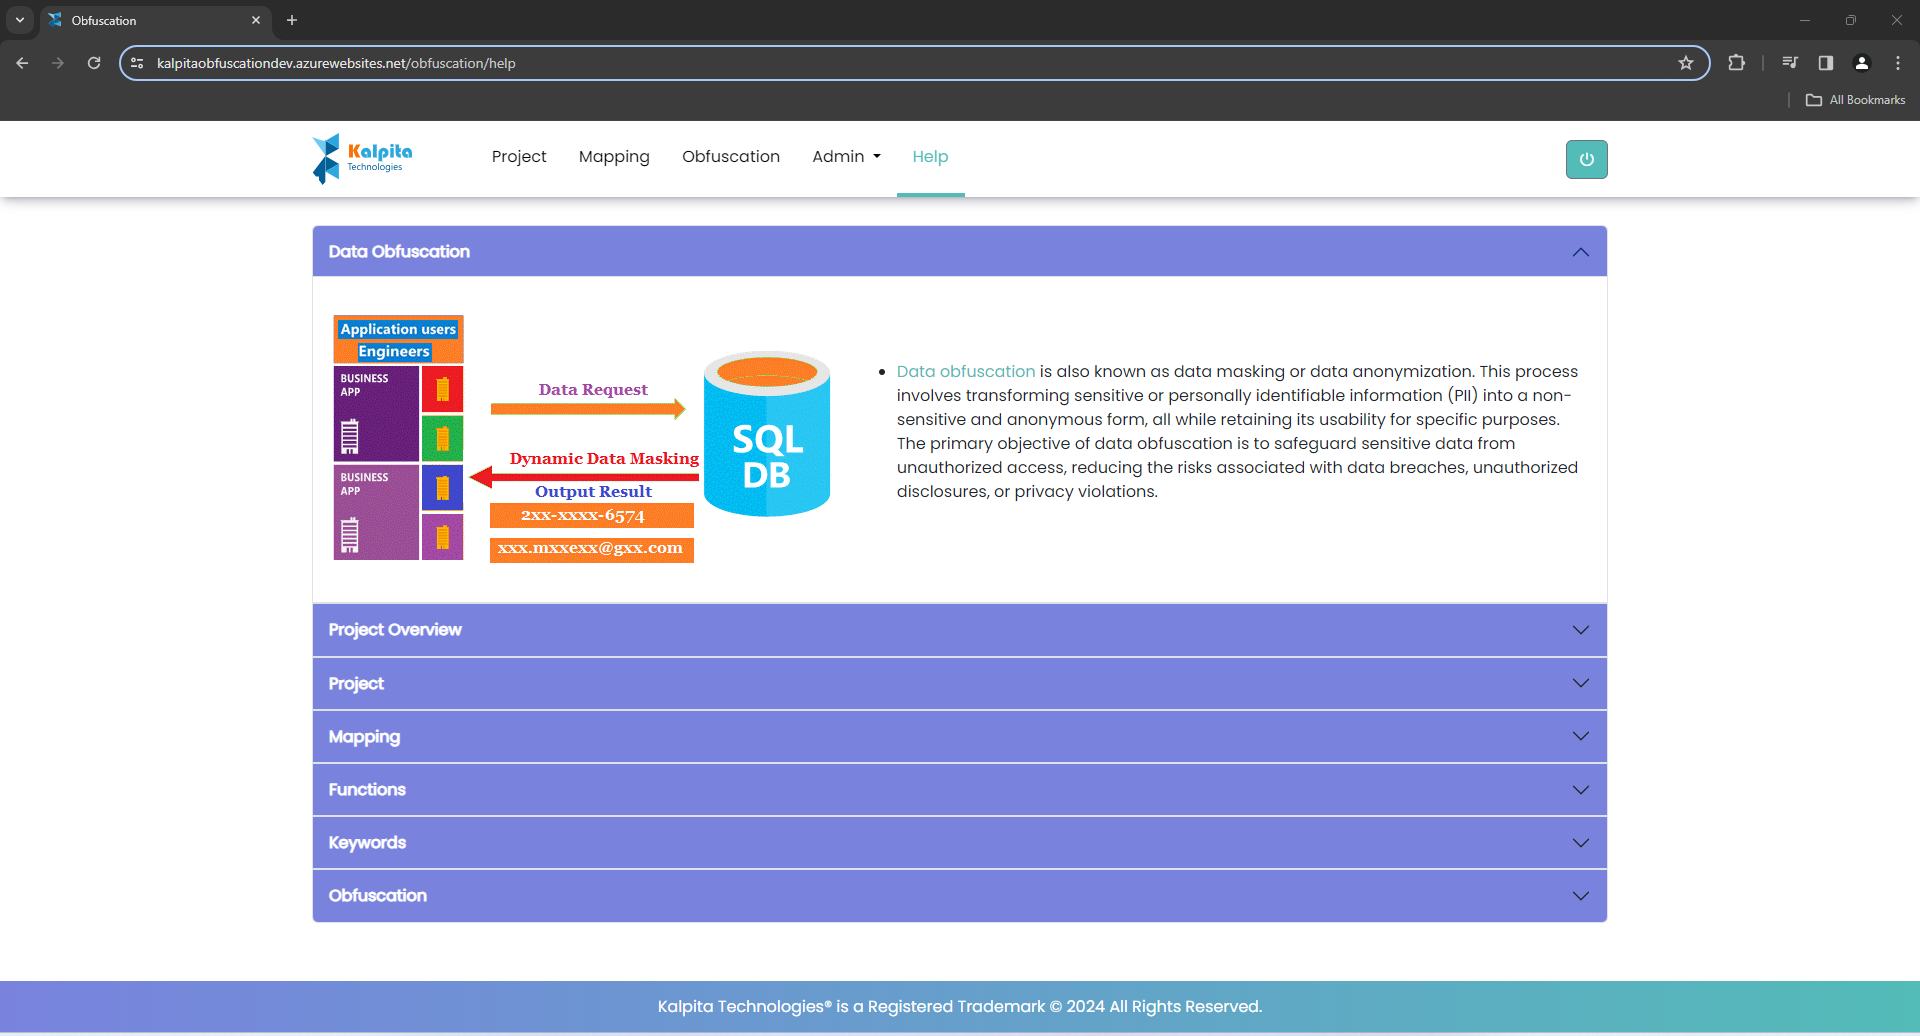 Obfuscation
kalpitaobfuscationdev.azurewebsites.net/obfuscation/help
All Bookmarks
Kalpita
Technologies
Project
Mapping
Obfuscation
Admin
Help
Data Obfuscation
Application users
Engineers
BUSINESS
APP
BUSINESS
APP
Data Request
Dynamic Data Masking
Output Result
2xx-xxxx-6574
xxx.mxxexx@gxx.com
SQL
DB
Data obfuscation is also known as data masking or data anonymization. This process
involves transforming sensitive or personally identifiable information (PII) into a non-
sensitive and anonymous form, all while retaining its usability for specific purposes.
The primary objective of data obfuscation is to safeguard sensitive data from
unauthorized access, reducing the risks associated with data breaches, unauthorized
disclosures, or privacy violations.
Project Overview
Project
Mapping
Functions
Keywords
Obfuscation
Kalpita Technologies® is a Registered Trademark © 2024 All Rights Reserved.